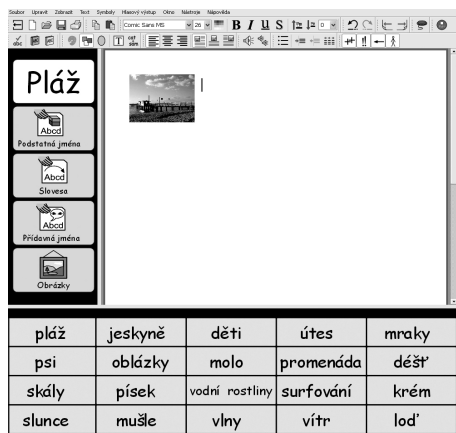 Soubor Upravit Zobrazit Text Symboly Hlasový výstup Okno Nástroje Nápověda
Comic Sans MS 26 B I U S 0
abc T
Pláž
Abcd
Podstatná jména
Abcd
Slovesa
Abcd
Přídavná jména
Obrázky
pláž jeskyně děti útes mraky
psi oblázky molo promenáda déšť
skály písek vodní rostliny surfování krém
slunce mušle vlny vítr loď